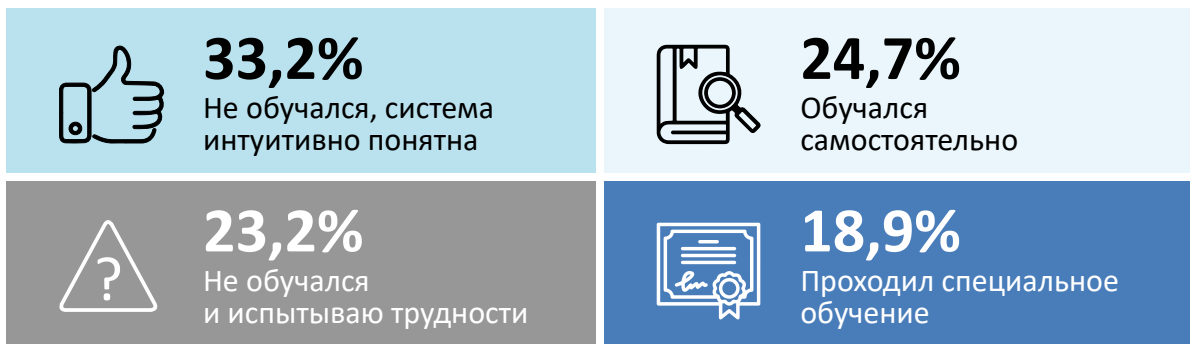 33,2%
Не обучался, система
интуитивно понятна
24,7%
Обучался
самостоятельно
?
23,2%
Не обучался
и испытываю трудности
18,9%
Проходил специальное
обучение